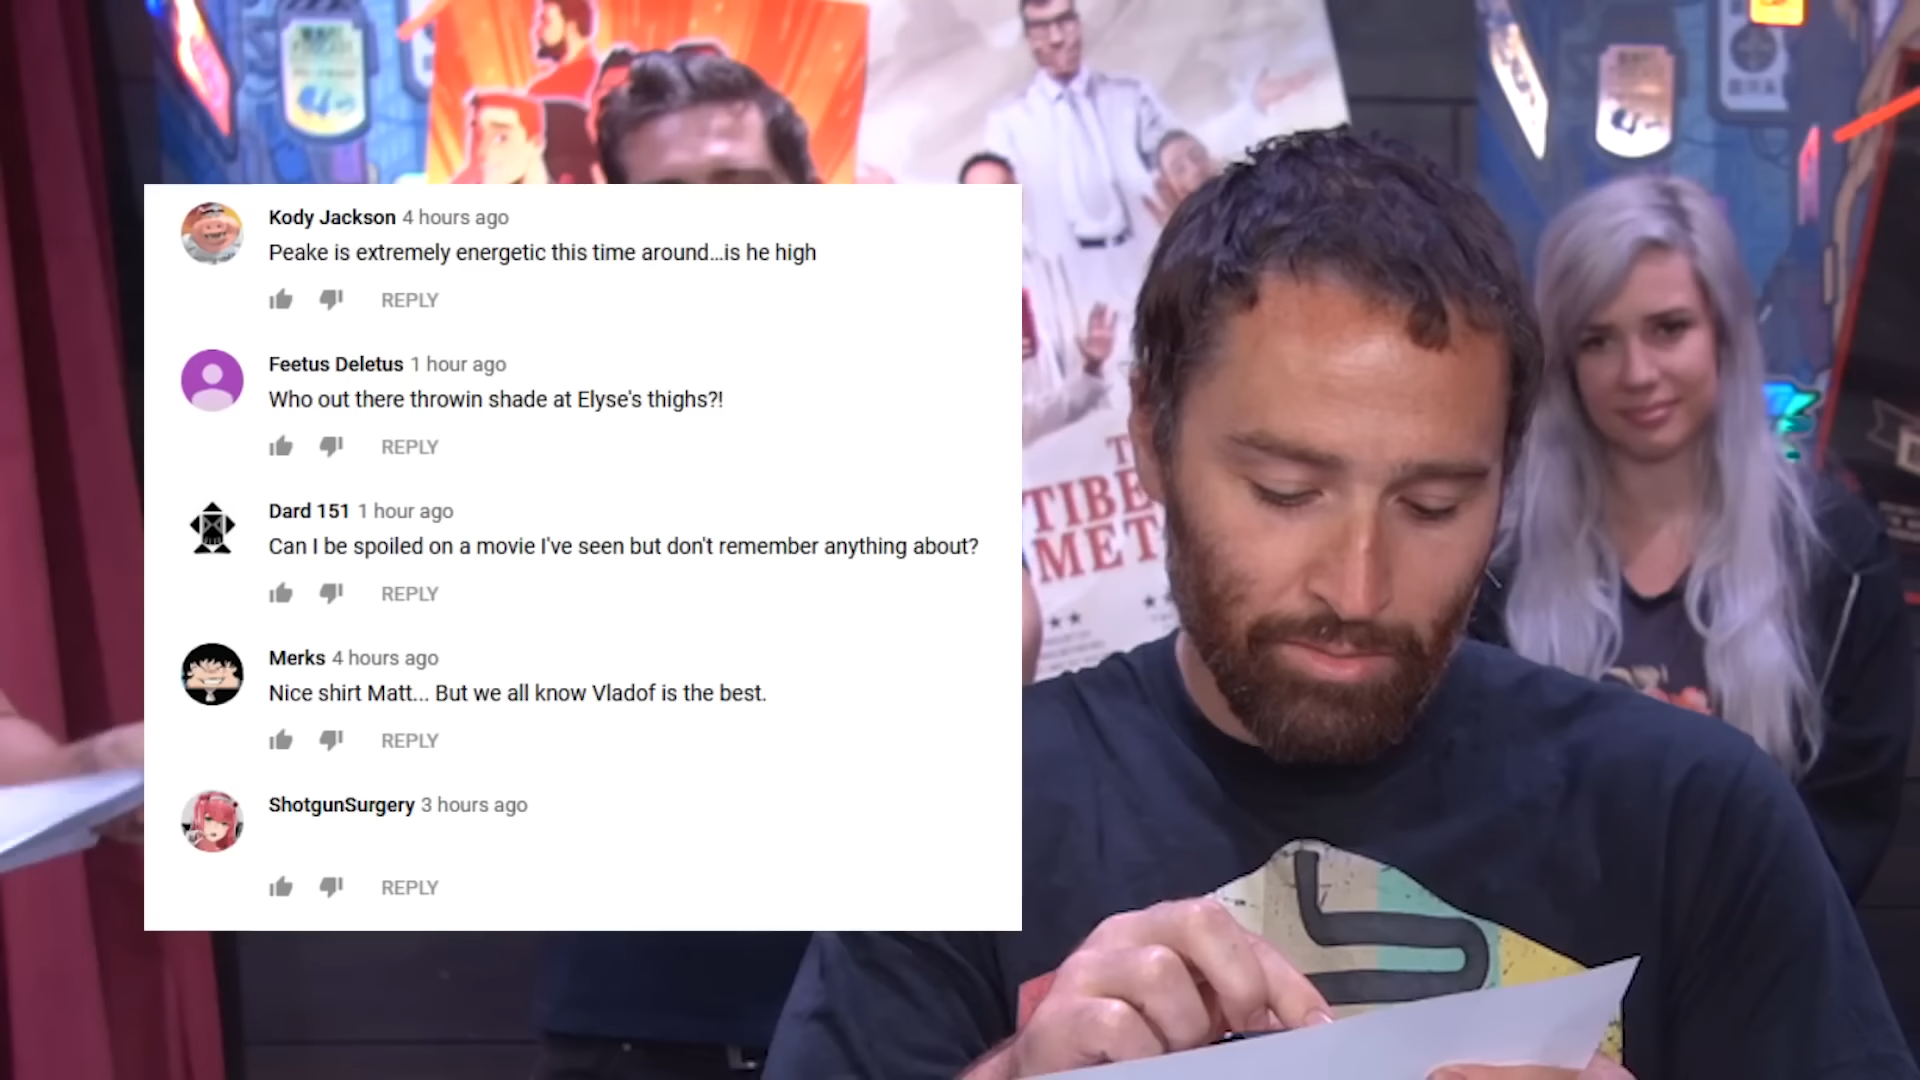 Kody Jackson 4 hours ago
Peake is extremely energetic this time around...is he high
REPLY
Feetus Deletus 1 hour ago
Who out there throwin shade at Elyse's thighs?!
REPLY
Dard 151 1 hour ago
Can I be spoiled on a movie I've seen but don't remember anything about?
REPLY
Merks 4 hours ago
Nice shirt Matt... But we all know Vladof is the best.
REPLY
ShotgunSurgery 3 hours ago
REPLY
T
TIBE
MET